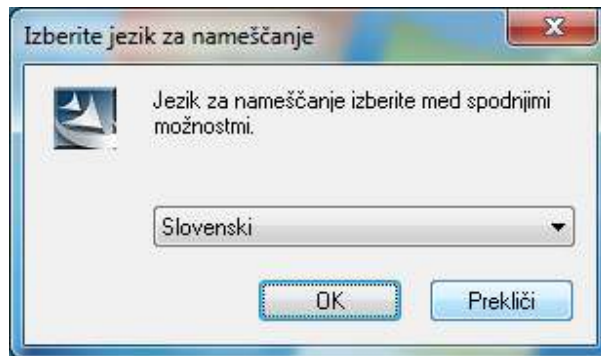 Izberite jezik za nameščanje
Jezik za nameščanje izberite med spodnjimi
možnostmi.
Slovenski
OK
Prekliči